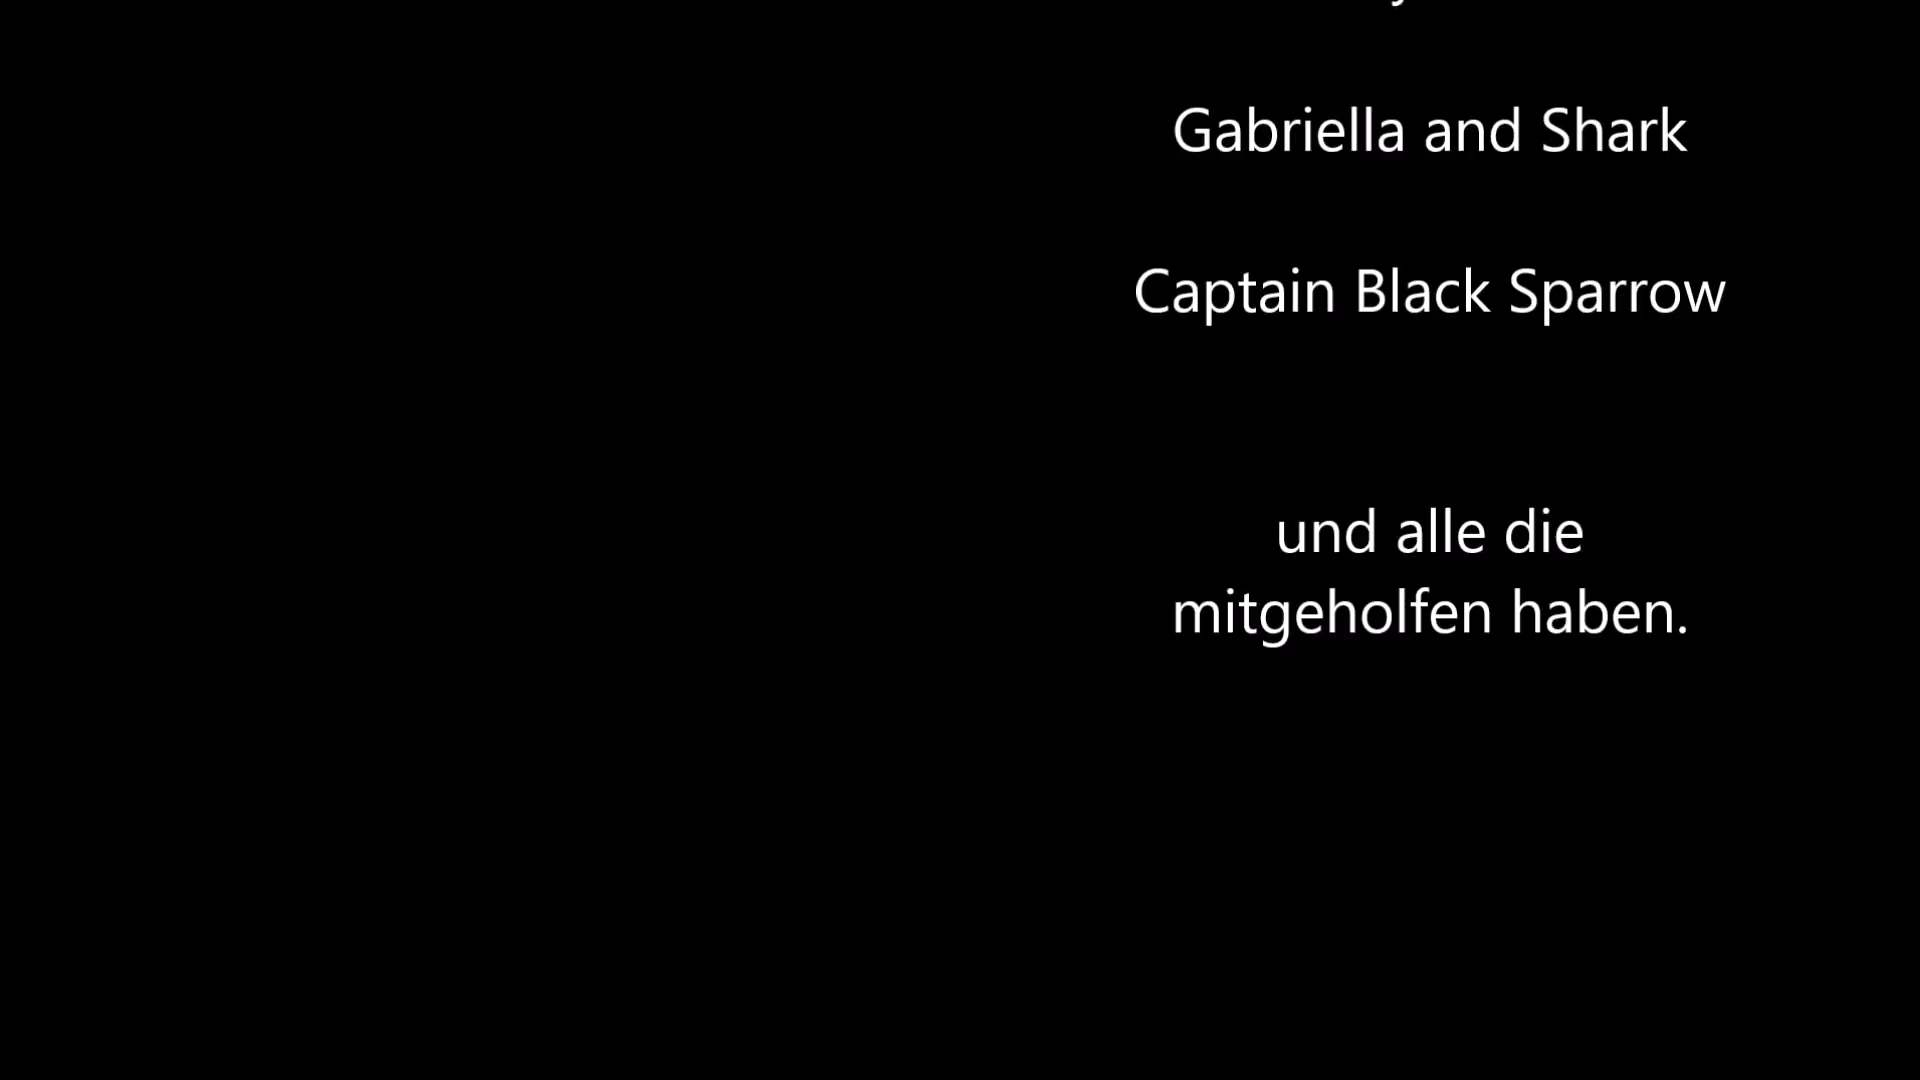 Gabriella and Shark
Captain Black Sparrow
und alle die
mitgeholfen haben.